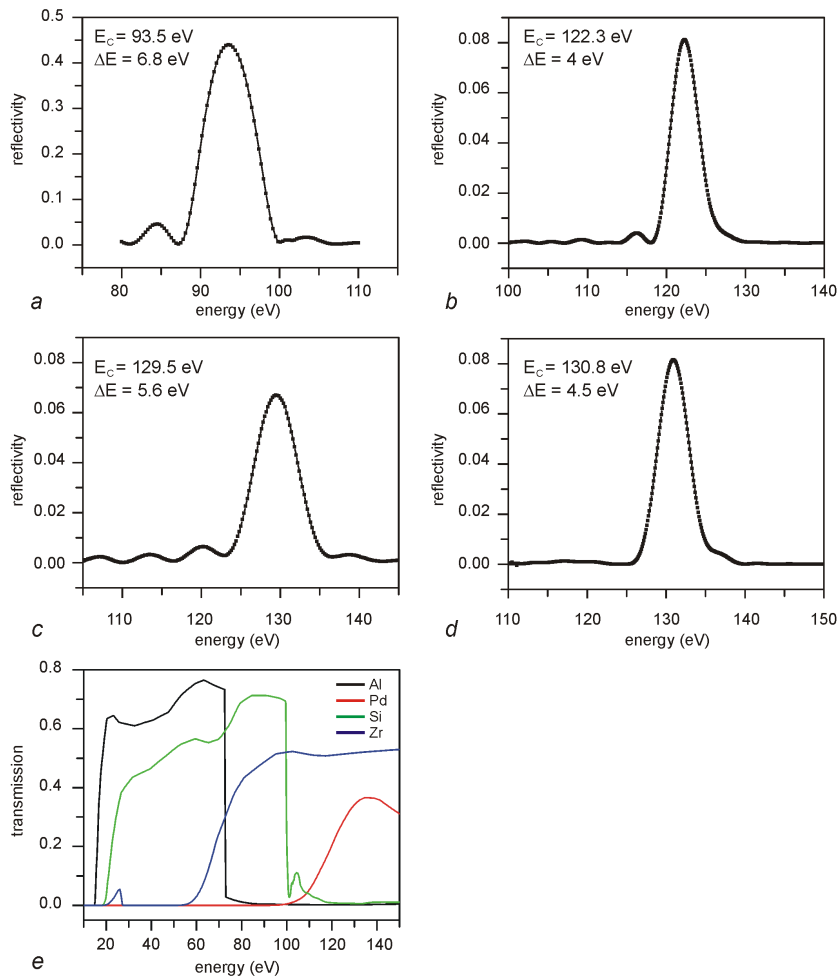 E_C = 93.5 eV
ΔE = 6.8 eV
0.5
0.4
0.3
0.2
0.1
0.0
reflectivity
80 90 100 110
energy (eV)
a
E_C = 122.3 eV
ΔE = 4 eV
0.08
0.06
0.04
0.02
0.00
reflectivity
100 110 120 130 140
energy (eV)
b
E_C = 129.5 eV
ΔE = 5.6 eV
0.08
0.06
0.04
0.02
0.00
reflectivity
110 120 130 140
energy (eV)
c
E_C = 130.8 eV
ΔE = 4.5 eV
0.08
0.06
0.04
0.02
0.00
reflectivity
110 120 130 140 150
energy (eV)
d
0.8
0.6
0.4
0.2
0.0
transmission
Al
Pd
Si
Zr
20 40 60 80 100 120 140
energy (eV)
e